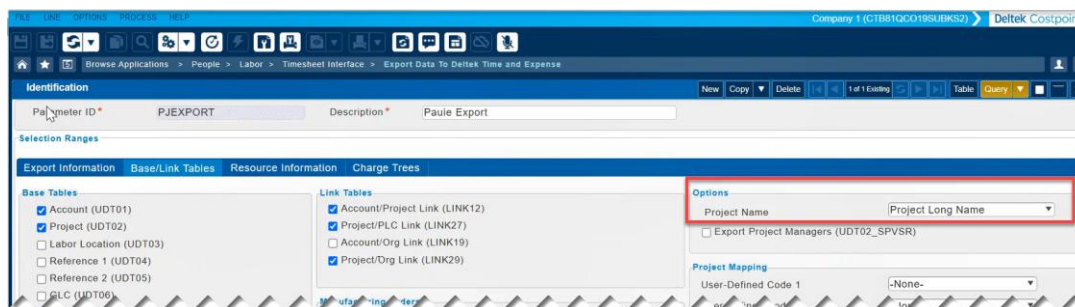 FILE LINE OPTIONS PROCESS HELP
Company 1 (CTB81QCO19SUBKS2) Deltek Costpoin
Browse Applications > People > Labor > Timesheet Interface > Export Data To Deltek Time and Expense
Identification New Copy Delete 1 of 1 Existing Table Query
Parameter ID * PJEXPORT Description * Paule Export
Selection Ranges
Export Information Base/Link Tables Resource Information Charge Trees
Base Tables Link Tables Options
Account (UDT01) Account/Project Link (LINK12) Project Name Project Long Name
Project (UDT02) Project/PLC Link (LINK27) Export Project Managers (UDT02_SPVSR)
Labor Location (UDT03) Account/Org Link (LINK19)
Reference 1 (UDT04) Project/Org Link (LINK29) Project Mapping
Reference 2 (UDT05) User-Defined Code 1 -None-
GLC (UDT06)